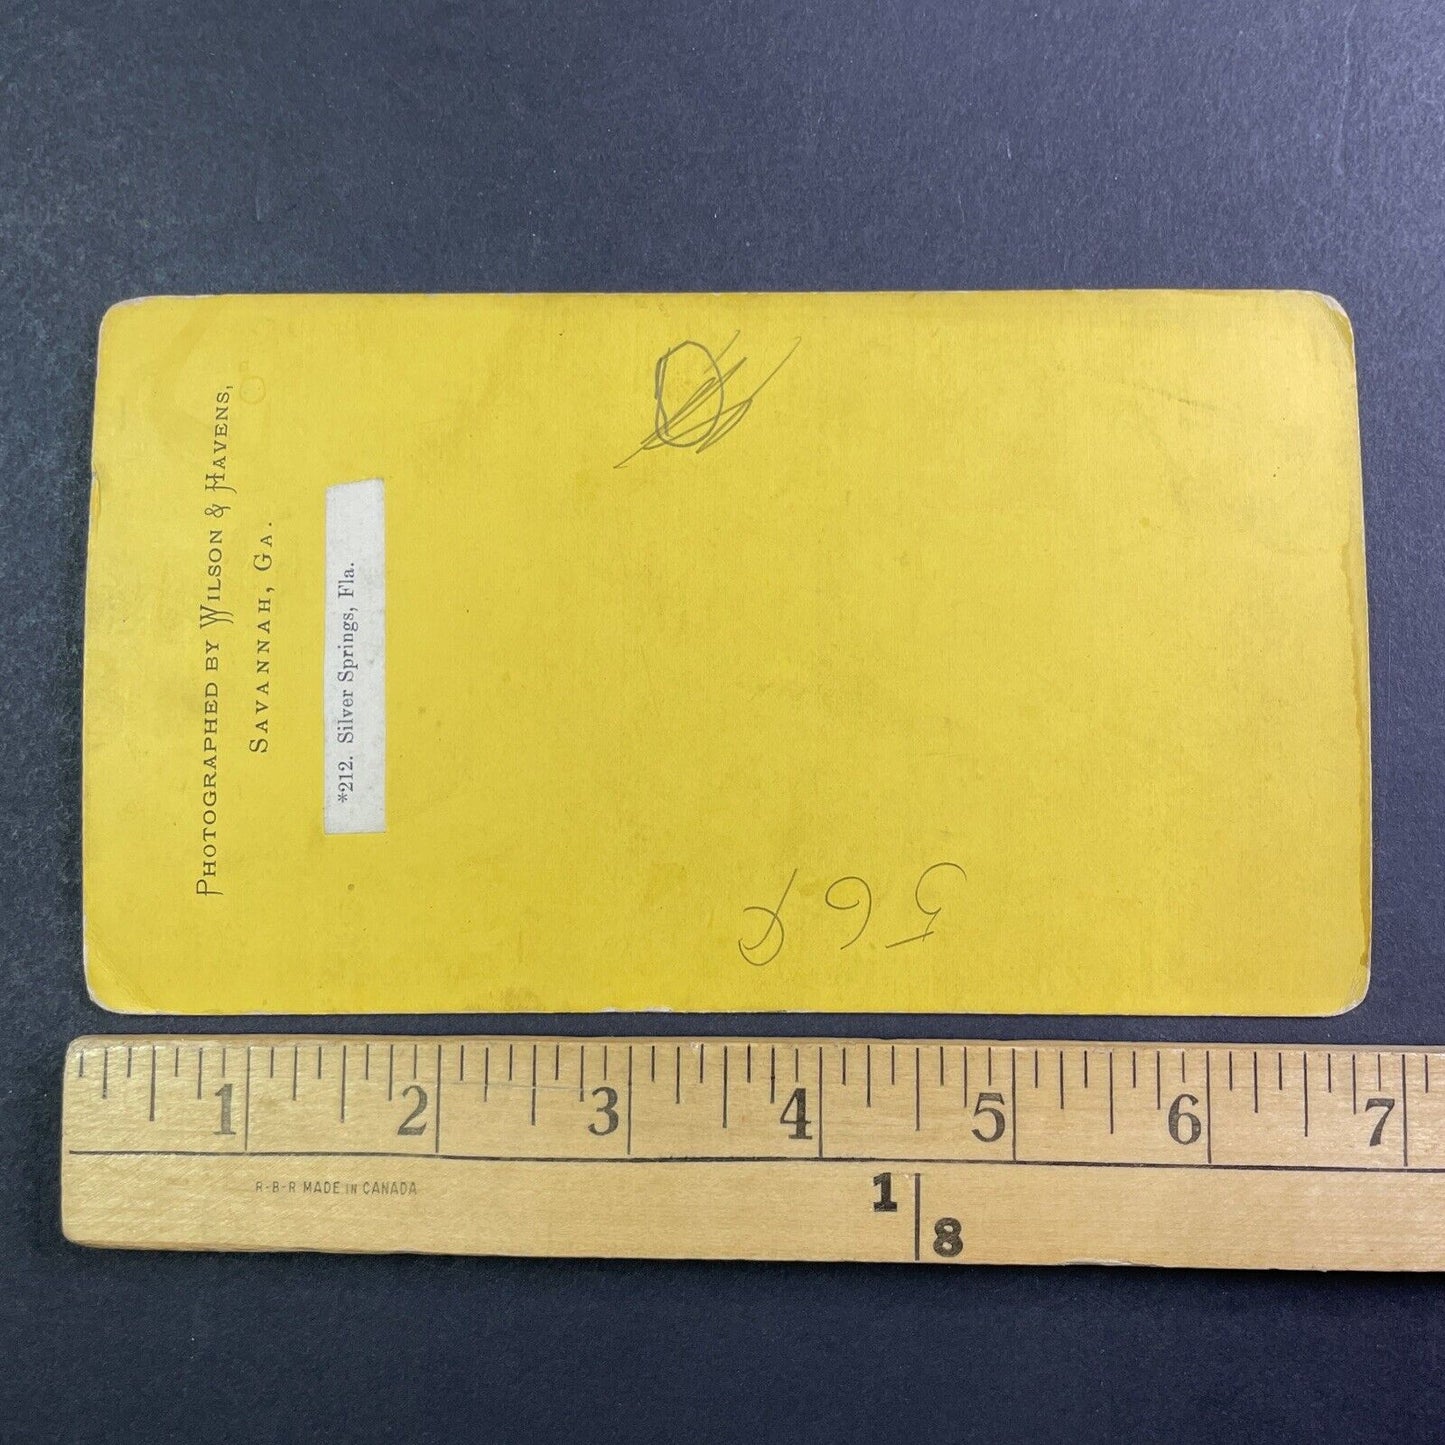 PHOTOGRAPHED BY WILSON & HAVENS,
SAVANNAH, GA.
*212. Silver Springs, Fla.
1 2 3 4 5 6 7
R-B-R MADE IN CANADA
1
8